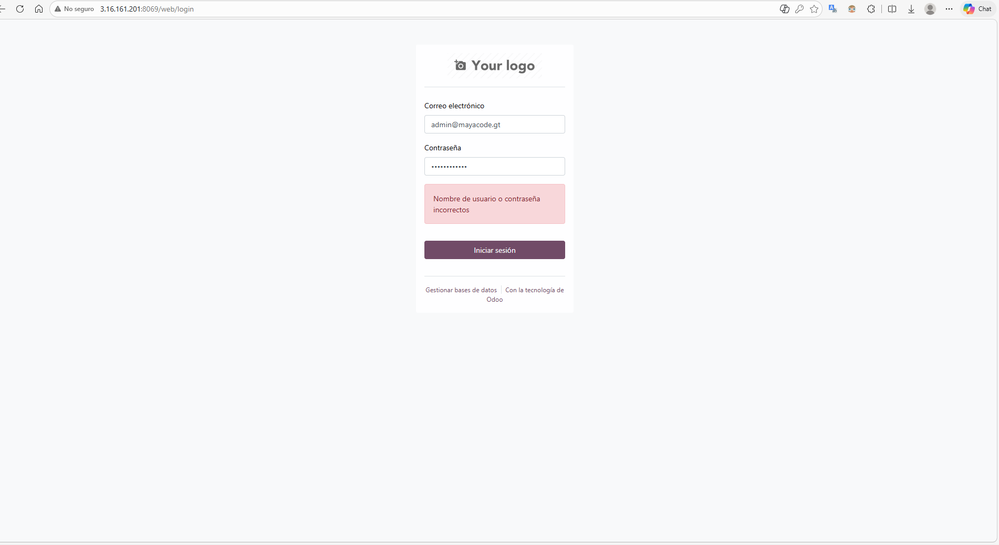 No seguro 3.16.161.201:8069/web/login Chat
Your logo
Correo electrónico
admin@mayacode.gt
Contraseña
••••••••••••
Nombre de usuario o contraseña
incorrectos
Iniciar sesión
Gestionar bases de datos Con la tecnología de
Odoo